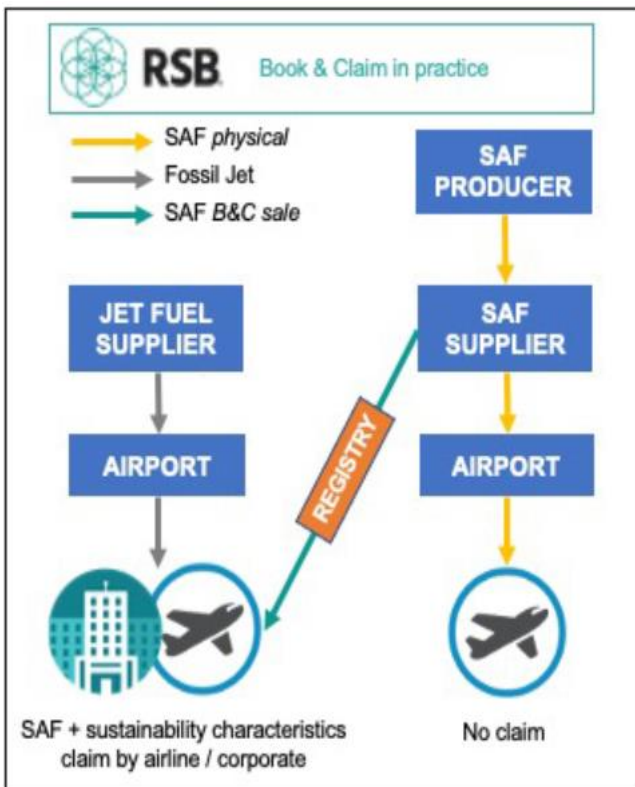 RSB Book & Claim in practice
SAF physical
Fossil Jet
SAF B&C sale
SAF
PRODUCER
JET FUEL
SUPPLIER
SAF
SUPPLIER
REGISTRY
AIRPORT
AIRPORT
SAF + sustainability characteristics
claim by airline / corporate
No claim